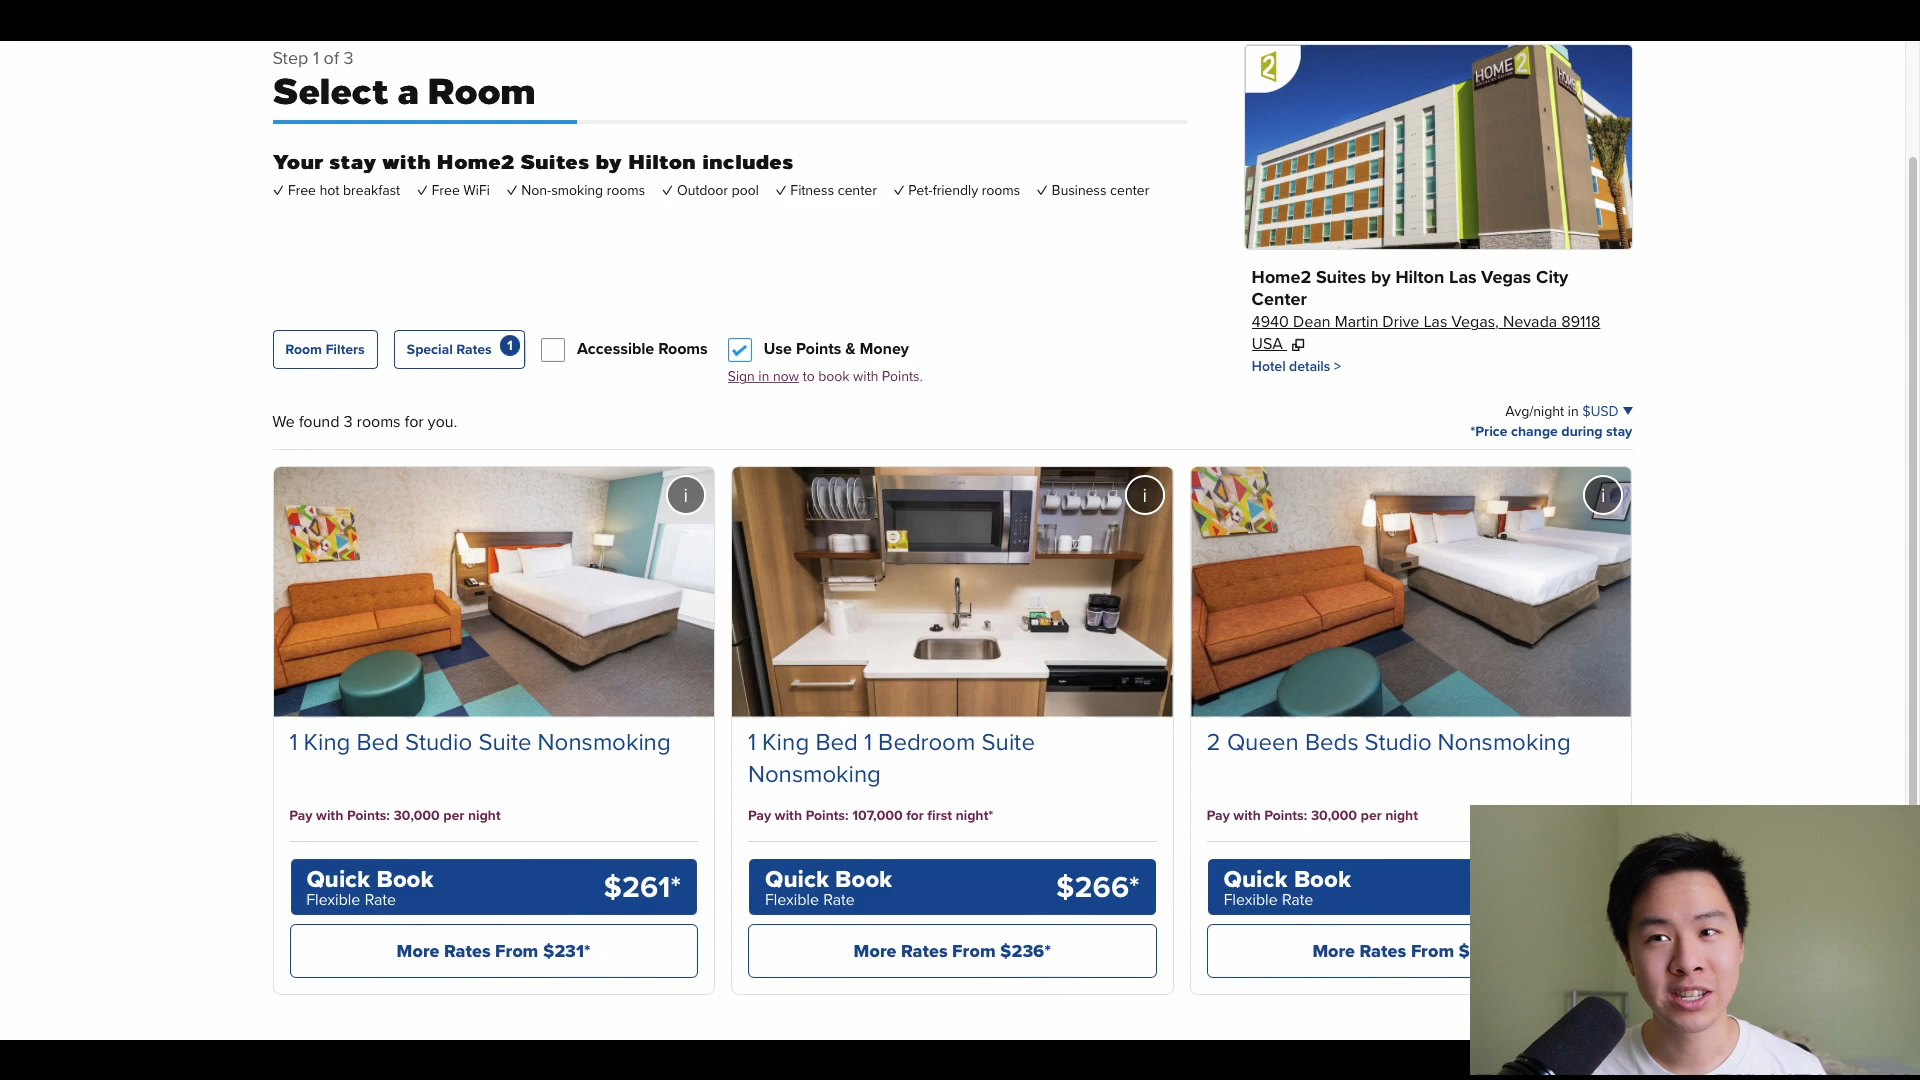 Step 1 of 3
Select a Room
Your stay with Home2 Suites by Hilton includes
✓ Free hot breakfast ✓ Free WiFi ✓ Non-smoking rooms ✓ Outdoor pool ✓ Fitness center ✓ Pet-friendly rooms ✓ Business center
2
HOME2
HOME
Home2 Suites by Hilton Las Vegas City
Center
4940 Dean Martin Drive Las Vegas, Nevada 89118
USA
Hotel details >
Room Filters
Special Rates 1
Accessible Rooms
Use Points & Money
Sign in now to book with Points.
We found 3 rooms for you.
Avg/night in $USD ▼
*Price change during stay
i
i
i
1 King Bed Studio Suite Nonsmoking
Pay with Points: 30,000 per night
Quick Book $261*
Flexible Rate
More Rates From $231*
1 King Bed 1 Bedroom Suite
Nonsmoking
Pay with Points: 107,000 for first night*
Quick Book $266*
Flexible Rate
More Rates From $236*
2 Queen Beds Studio Nonsmoking
Pay with Points: 30,000 per night
Quick Book
Flexible Rate
More Rates From $